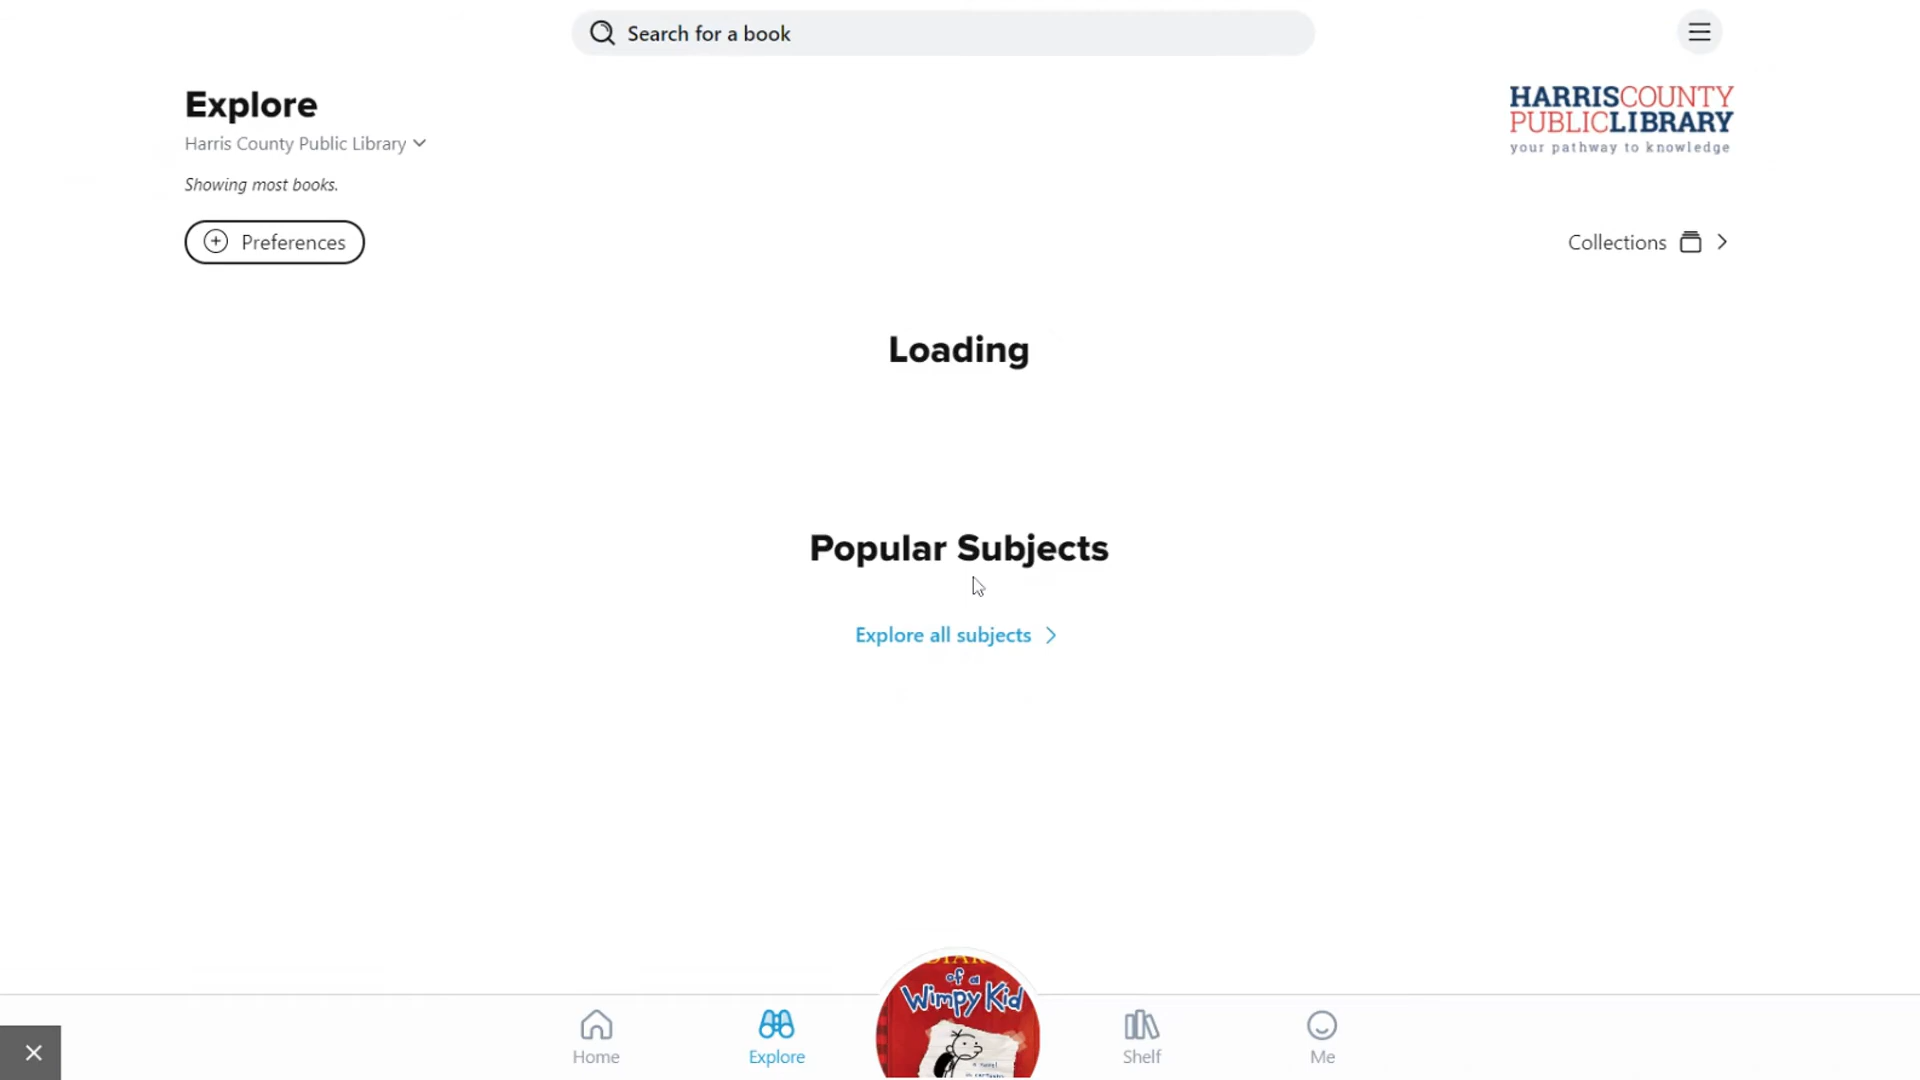 Search for a book
Explore
Harris County Public Library
Showing most books.
HARRISCOUNTY
PUBLICLIBRARY
your pathway to knowledge
Preferences
Collections
Loading
Popular Subjects
Explore all subjects
of a
Wimpy Kid
Home
Explore
Shelf
Me